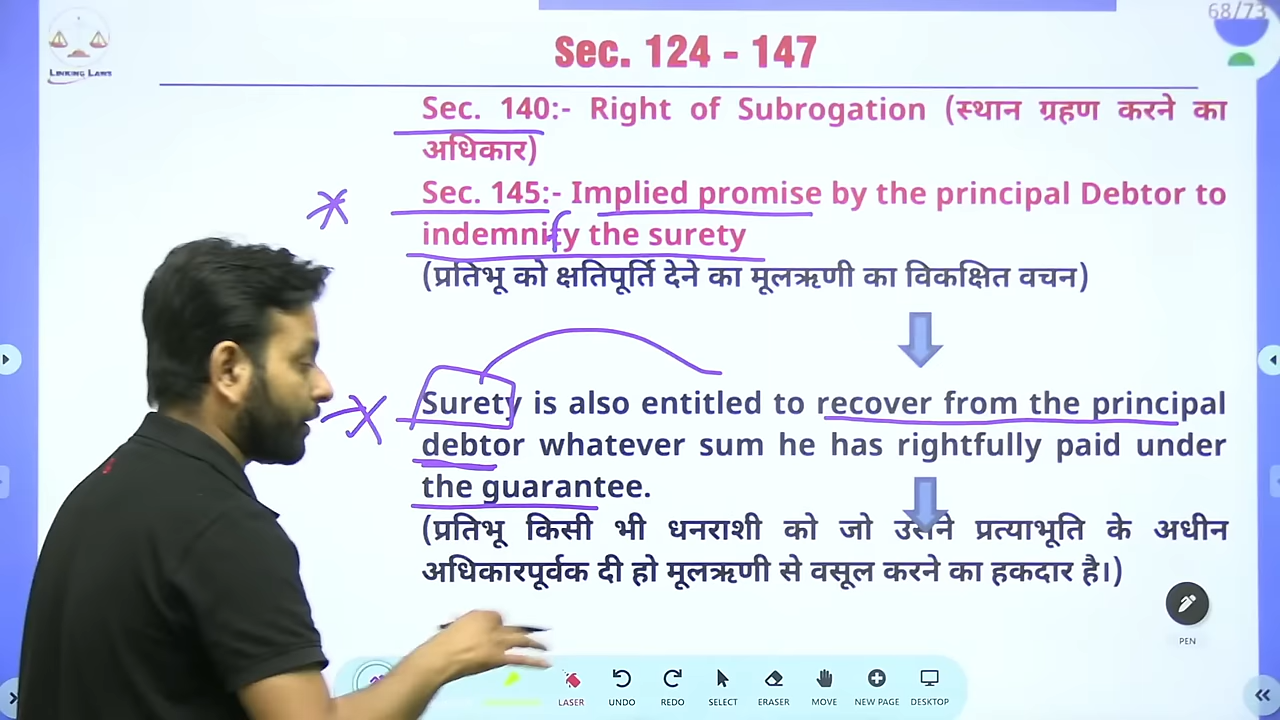 68/73
LINKING LAWS
Sec. 124 - 147
Sec. 140:- Right of Subrogation (स्थान ग्रहण करने का
अधिकार)
Sec. 145:- Implied promise by the principal Debtor to
indemnify the surety
(प्रतिभू को क्षतिपूर्ति देने का मूलऋणी का विवक्षित वचन)
Surety is also entitled to recover from the principal
debtor whatever sum he has rightfully paid under
the guarantee.
(प्रतिभू किसी भी धनराशी को जो उसने प्रत्याभूति के अधीन
अधिकारपूर्वक दी हो मूलऋणी से वसूल करने का हकदार है।)
PEN
LASER
UNDO
REDO
SELECT
ERASER
MOVE
NEW PAGE
DESKTOP